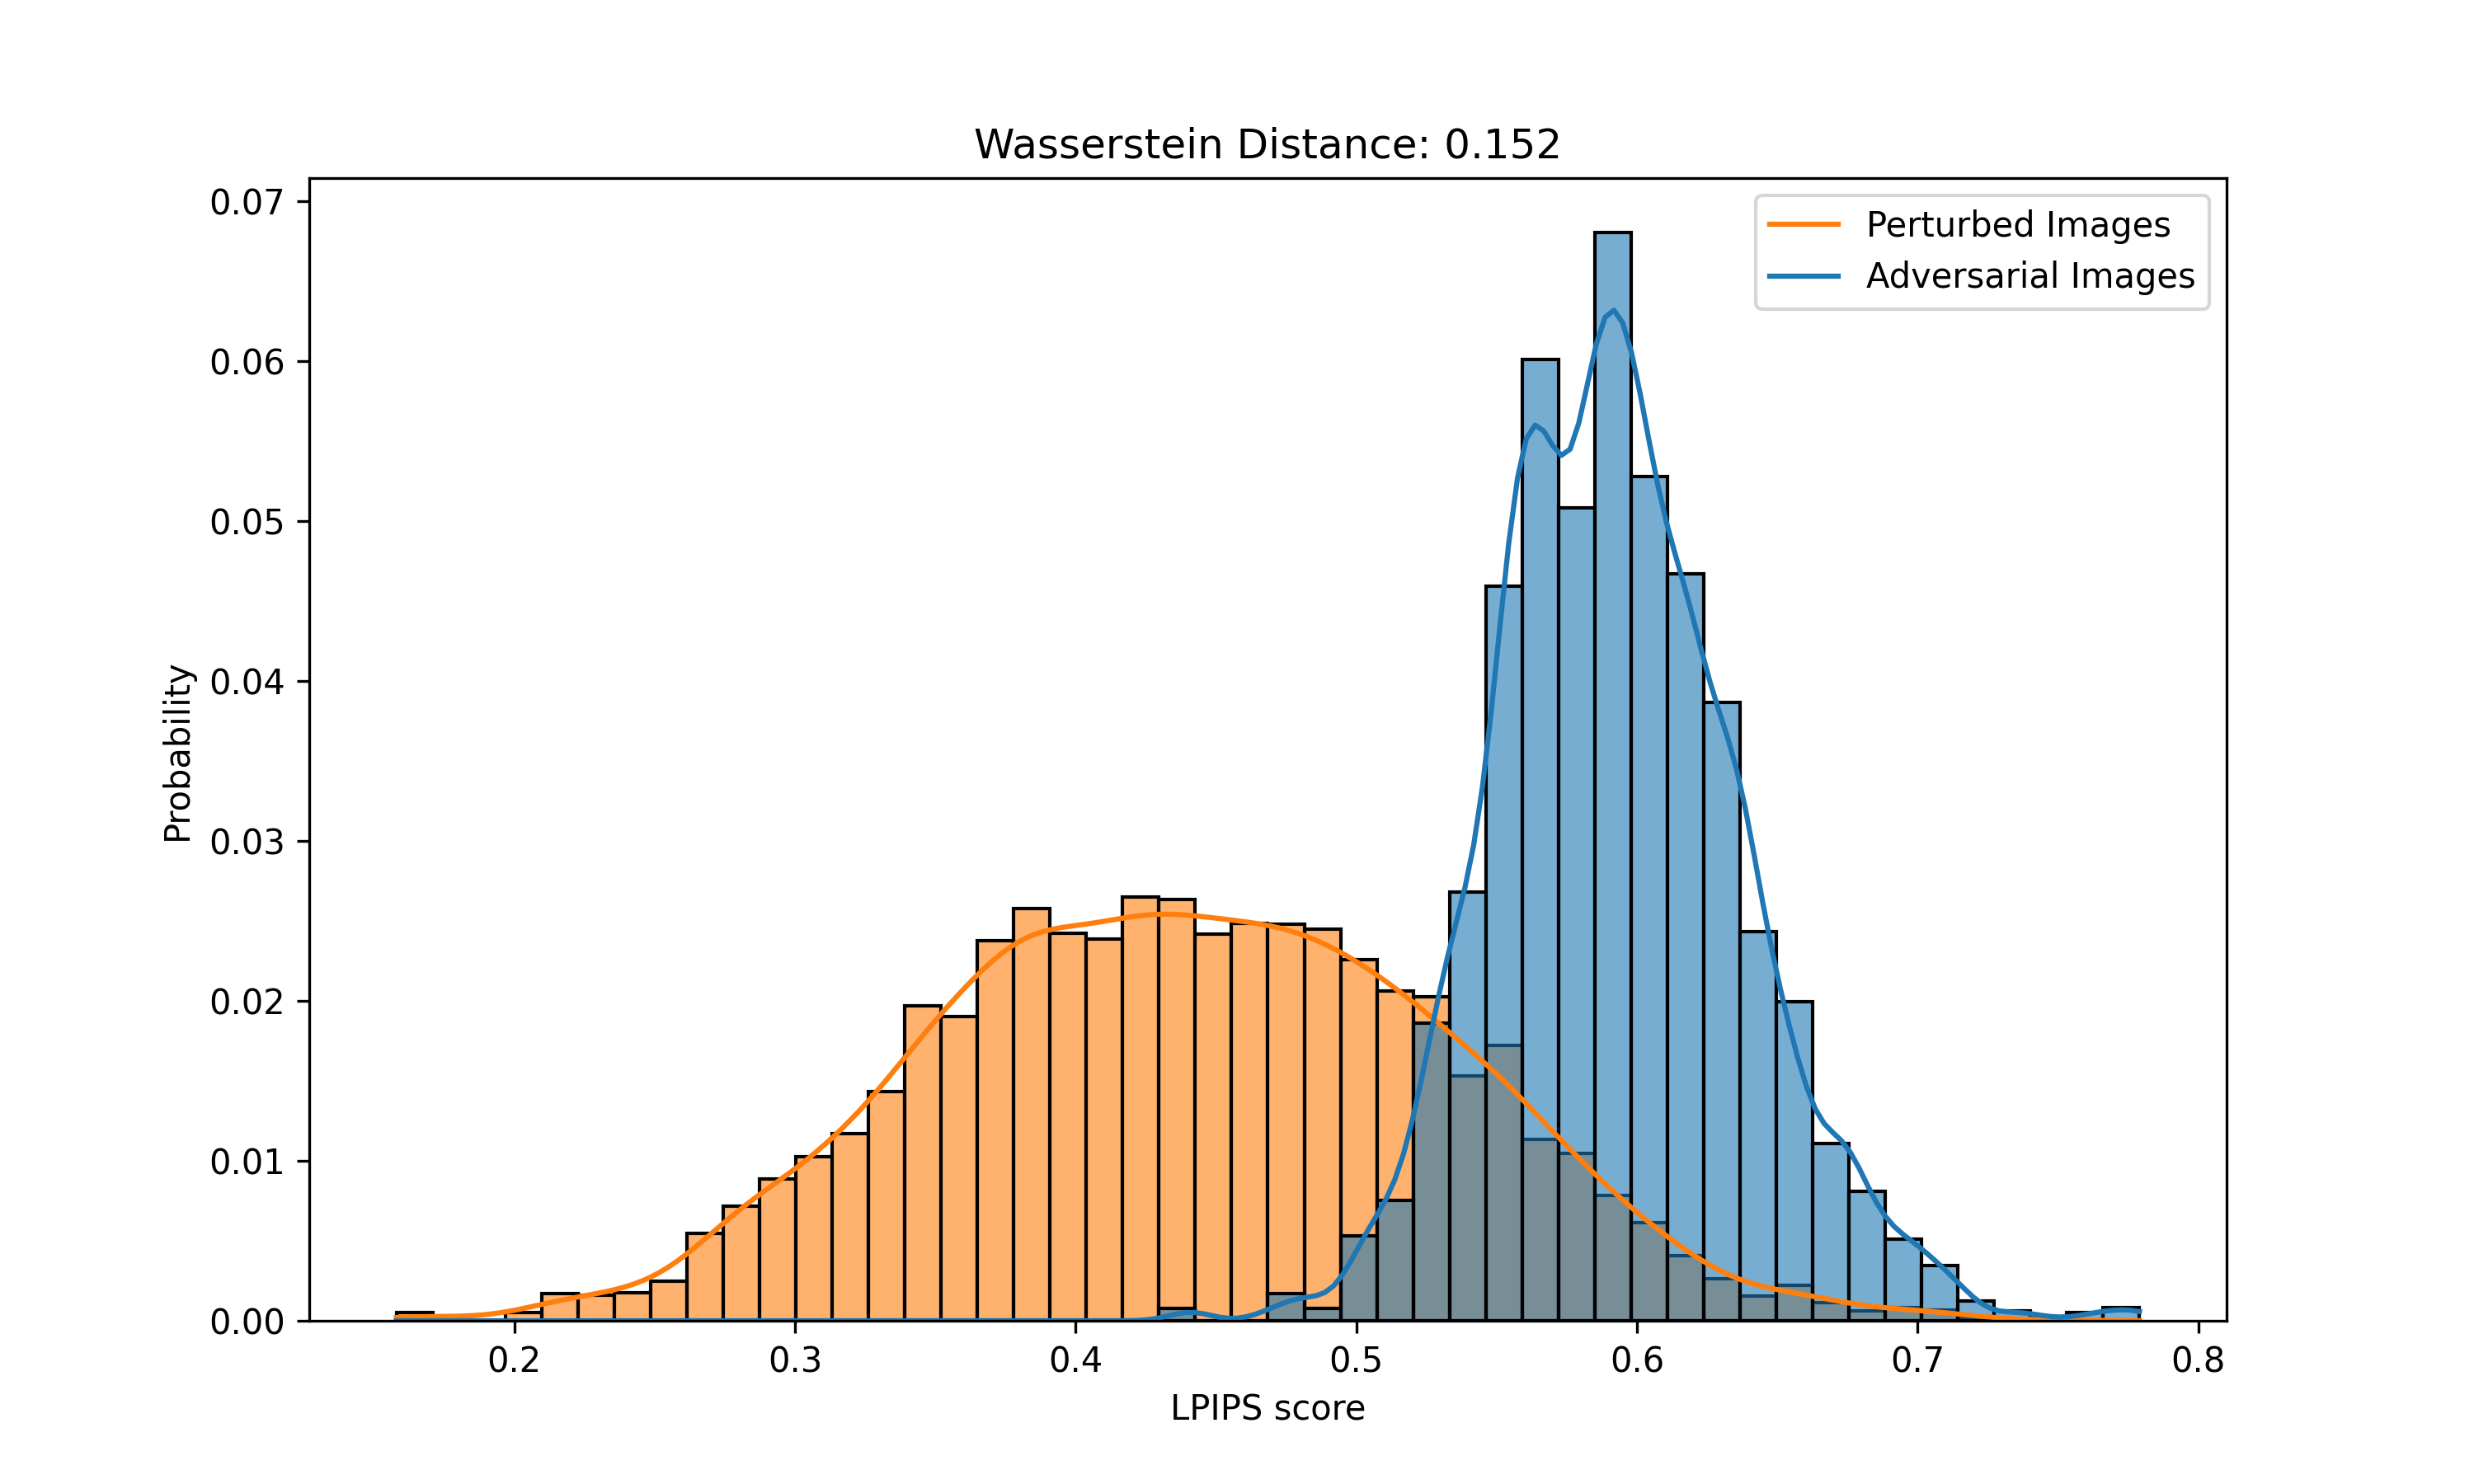 Wasserstein Distance: 0.152
Perturbed Images
Adversarial Images
Probability
0.07
0.06
0.05
0.04
0.03
0.02
0.01
0.00
0.2 0.3 0.4 0.5 0.6 0.7 0.8
LPIPS score